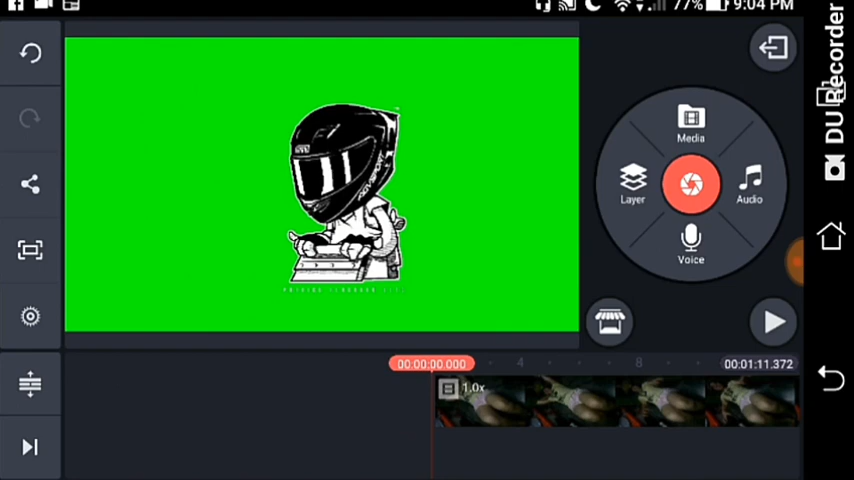 77%
9:04 PM
DU Recorder
Media
Layer
Audio
Voice
00:00:00.000
4
8
00:01:11.372
1.0x